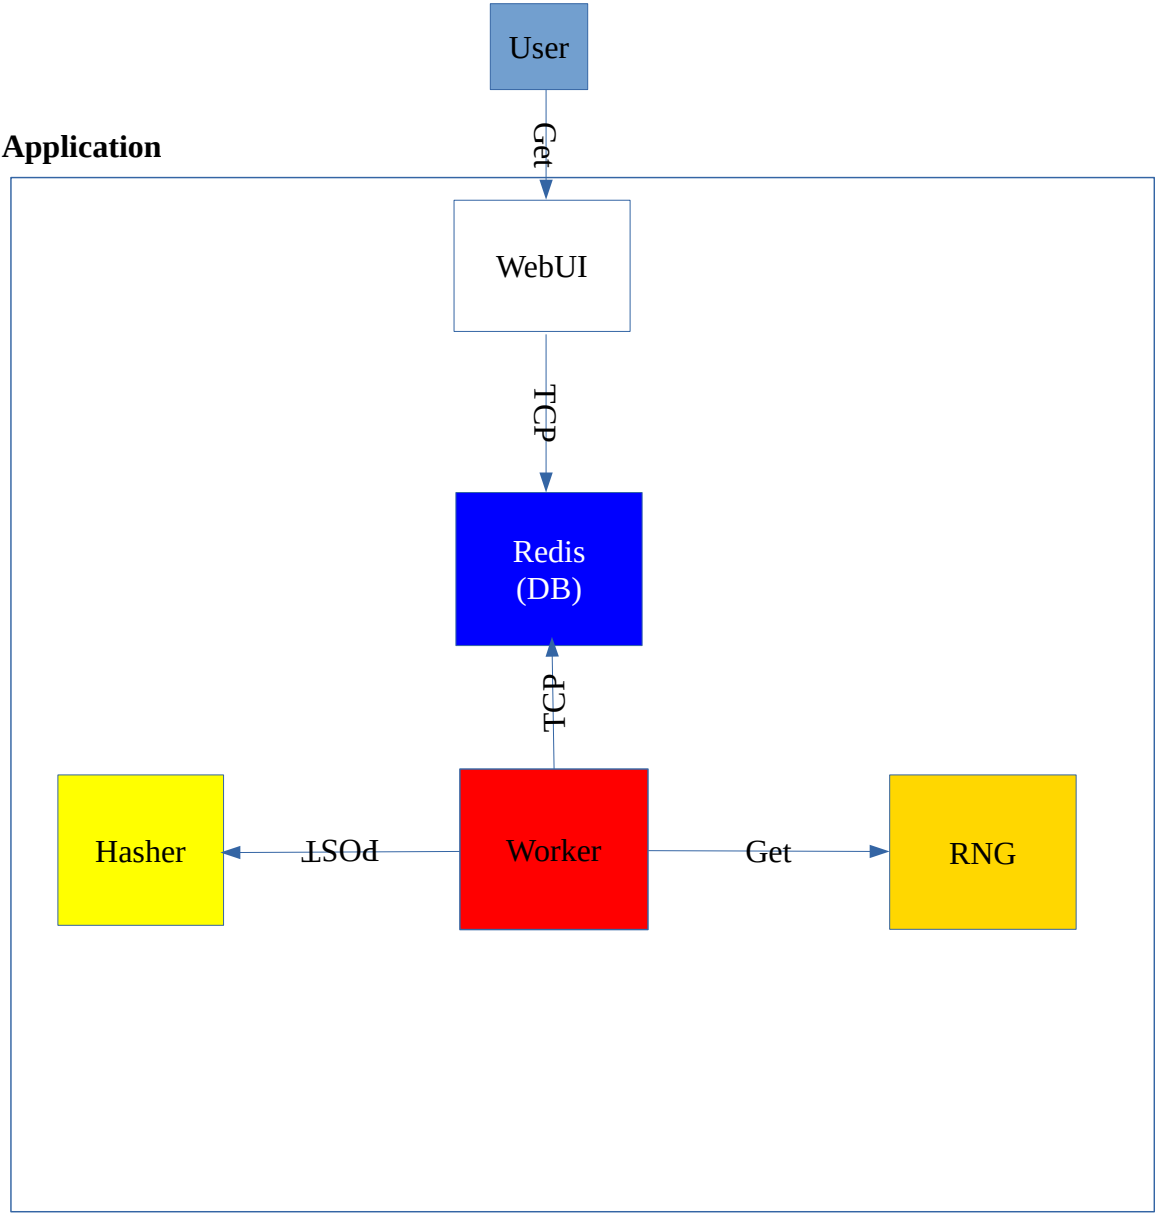 User
Get
Application
WebUI
TCP
Redis
(DB)
TCP
Hasher
POST
Worker
Get
RNG